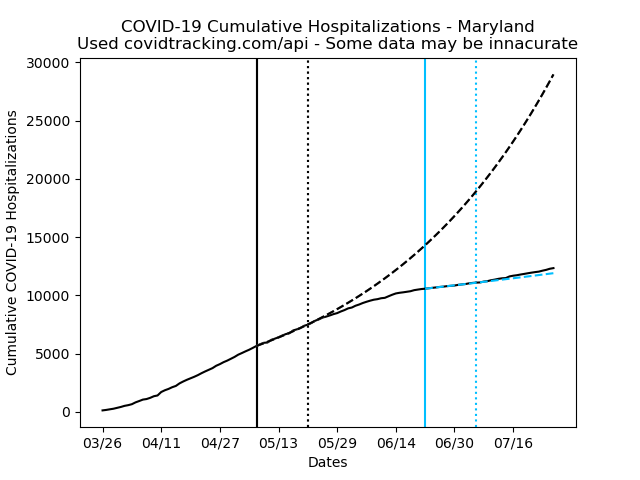 COVID-19 Cumulative Hospitalizations - Maryland
Used covidtracking.com/api - Some data may be innacurate
Cumulative COVID-19 Hospitalizations
30000
25000
20000
15000
10000
5000
0
03/26 04/11 04/27 05/13 05/29 06/14 06/30 07/16
Dates